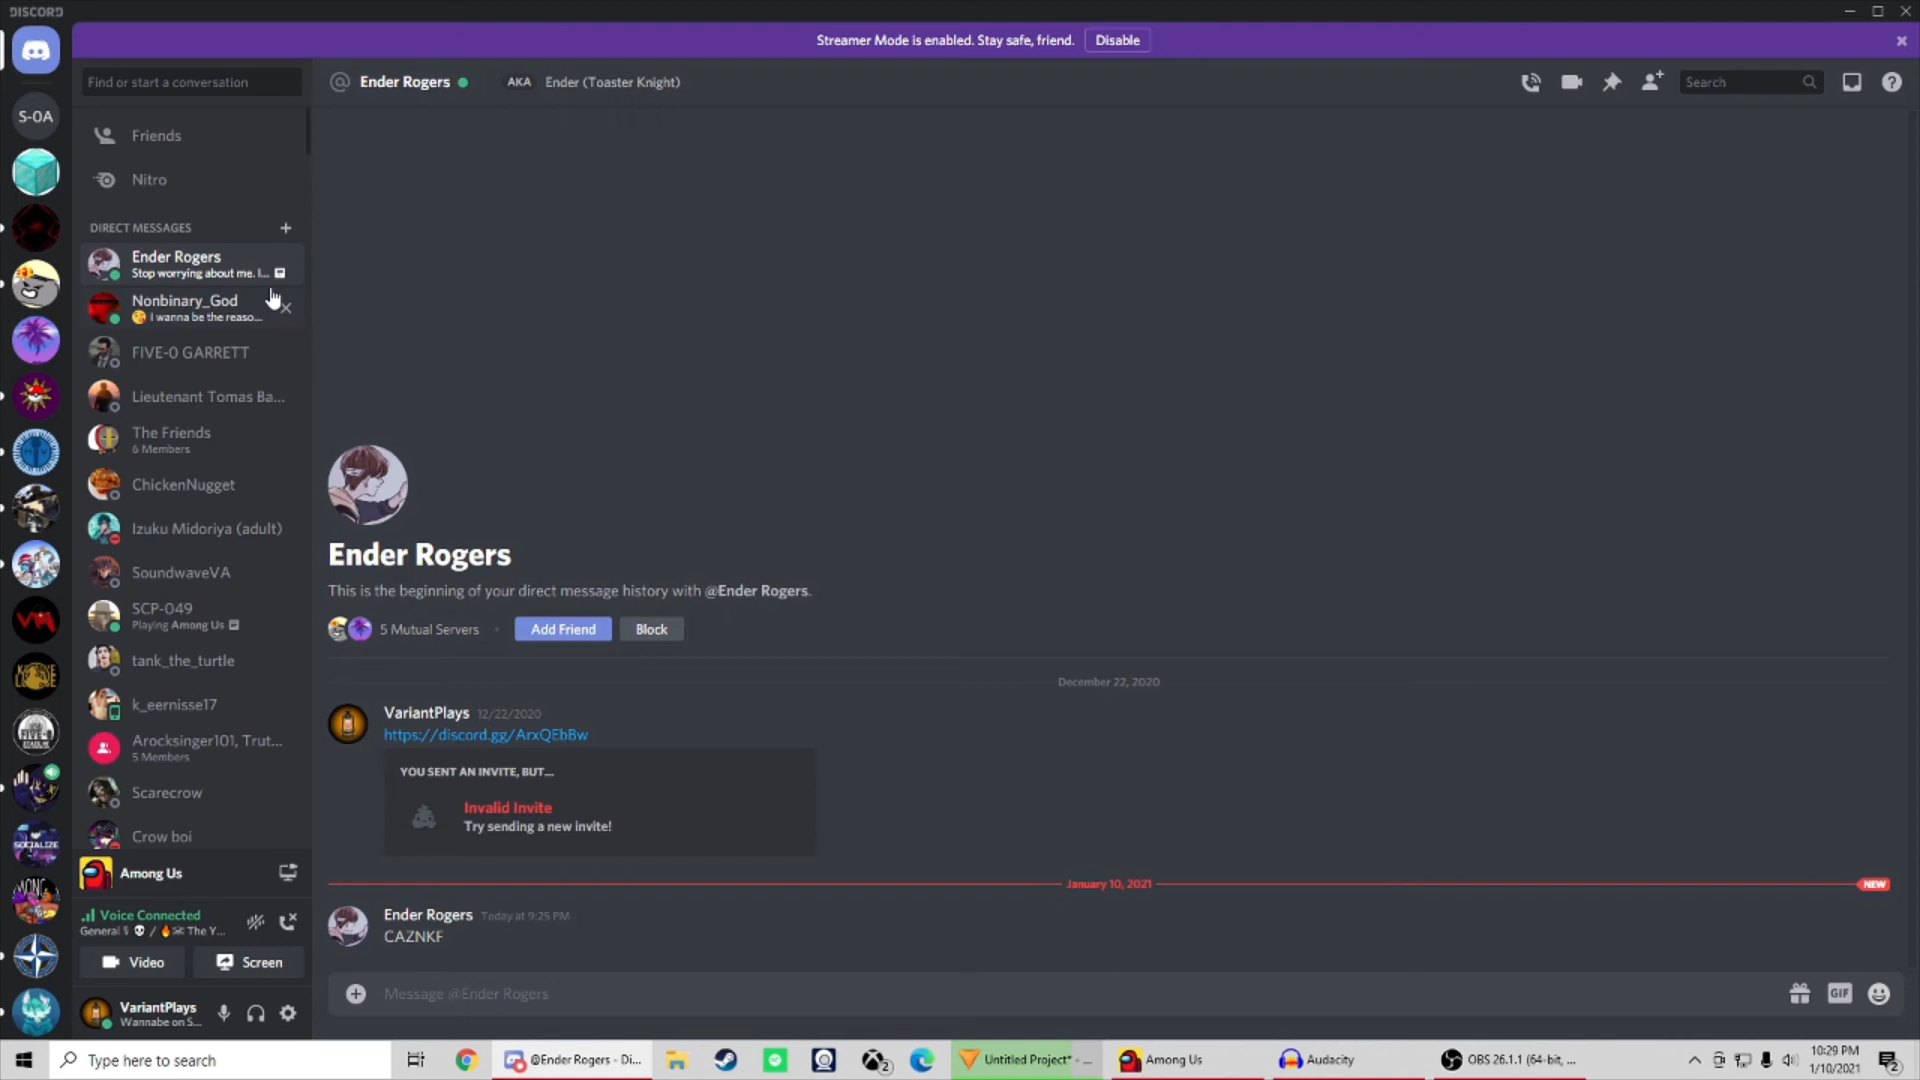 DISCORD
Streamer Mode is enabled. Stay safe, friend.
Disable
Find or start a conversation
Ender Rogers
AKA
Ender (Toaster Knight)
Search
S-OA
Friends
Nitro
DIRECT MESSAGES
Ender Rogers
Stop worrying about me. I...
Nonbinary_God
I wanna be the reaso...
FIVE-0 GARRETT
Lieutenant Tomas Ba...
The Friends
6 Members
ChickenNugget
Izuku Midoriya (adult)
SoundwaveVA
SCP-049
Playing Among Us
tank_the_turtle
k_eernisse17
Arocksinger101, Trut...
5 Members
Scarecrow
Crow boi
Ender Rogers
This is the beginning of your direct message history with @Ender Rogers.
5 Mutual Servers
Add Friend
Block
December 22, 2020
VariantPlays 12/22/2020
https://discord.gg/ArxQEbBw
YOU SENT AN INVITE, BUT...
Invalid Invite
Try sending a new invite!
January 10, 2021
NEW
Ender Rogers Today at 9:25 PM
CAZNKF
Message @Ender Rogers
GIF
SOCIALIZE
Among Us
Voice Connected
General
The Y...
Video
Screen
VariantPlays
Wannabe on S...
Type here to search
@Ender Rogers - Di...
2
Untitled Project* - ...
Among Us
Audacity
OBS 26.1.1 (64-bit, ...
10:29 PM
1/10/2021
2